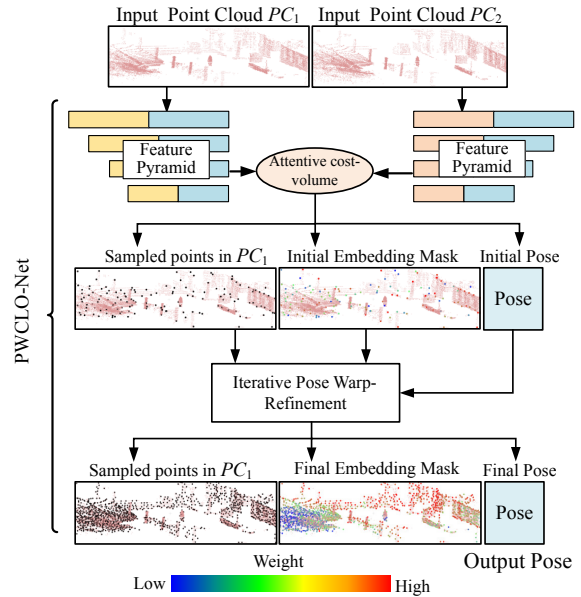 Input Point Cloud PC1
Input Point Cloud PC2
PWCLO-Net
Feature
Pyramid
Attentive cost-
volume
Feature
Pyramid
Sampled points in PC1
Initial Embedding Mask
Initial Pose
Pose
Iterative Pose Warp-
Refinement
Sampled points in PC1
Final Embedding Mask
Final Pose
Pose
Output Pose
Weight
Low
High